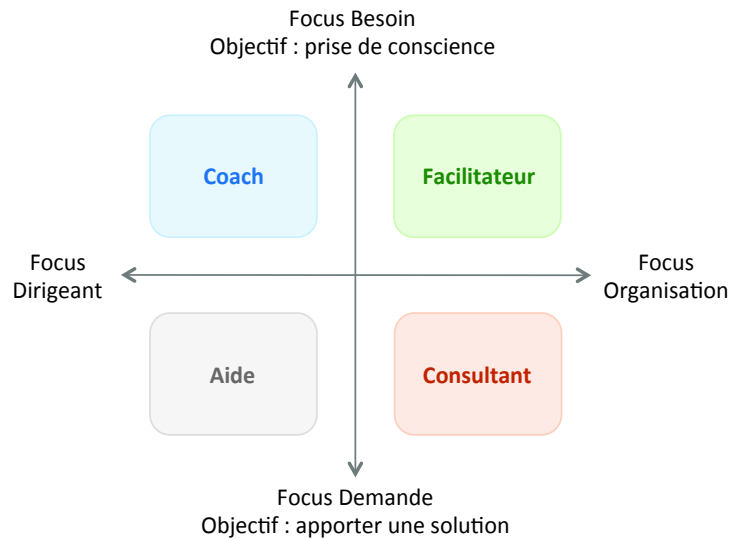 Focus Besoin
Objectif : prise de conscience
Coach
Facilitateur
Focus
Dirigeant
Focus
Organisation
Aide
Consultant
Focus Demande
Objectif : apporter une solution